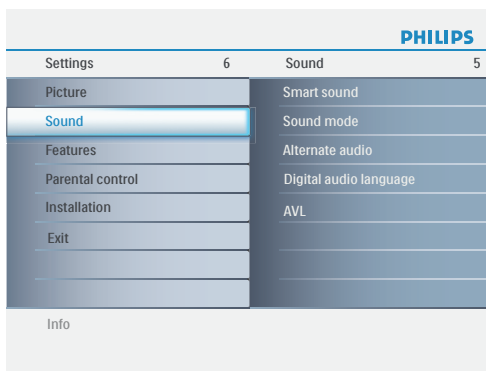 PHILIPS
Settings 6 Sound 5
Picture Smart sound
Sound Sound mode
Features Alternate audio
Parental control Digital audio language
Installation AVL
Exit
Info